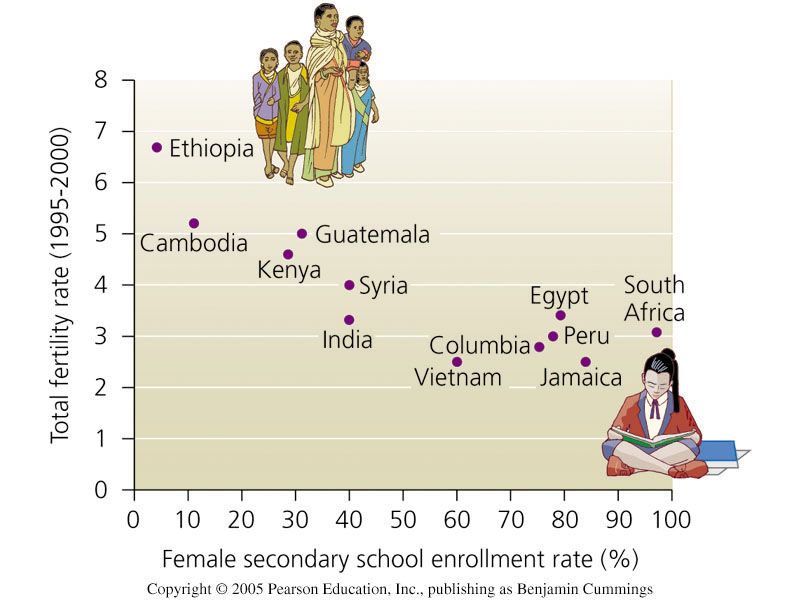 8
7
6
5
4
3
2
1
0
Total fertility rate (1995-2000)
Ethiopia
Cambodia
Guatemala
Kenya
Syria
India
Egypt
South
Africa
Columbia
Peru
Vietnam
Jamaica
0 10 20 30 40 50 60 70 80 90 100
Female secondary school enrollment rate (%)
Copyright © 2005 Pearson Education, Inc., publishing as Benjamin Cummings